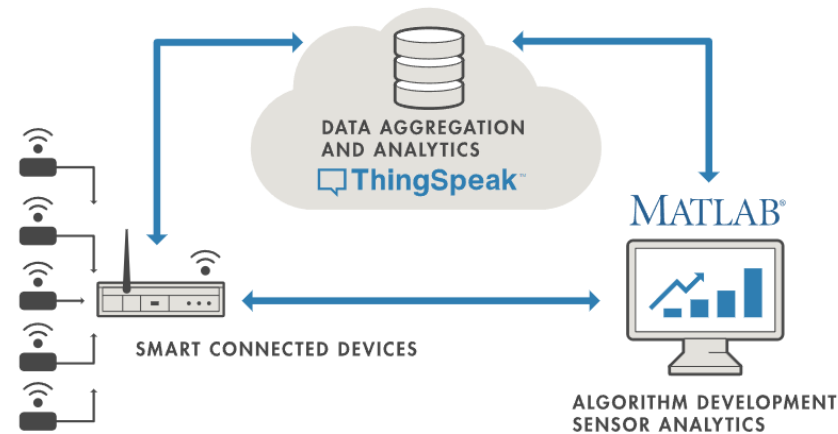 DATA AGGREGATION
AND ANALYTICS
ThingSpeak™
MATLAB®
SMART CONNECTED DEVICES
ALGORITHM DEVELOPMENT
SENSOR ANALYTICS